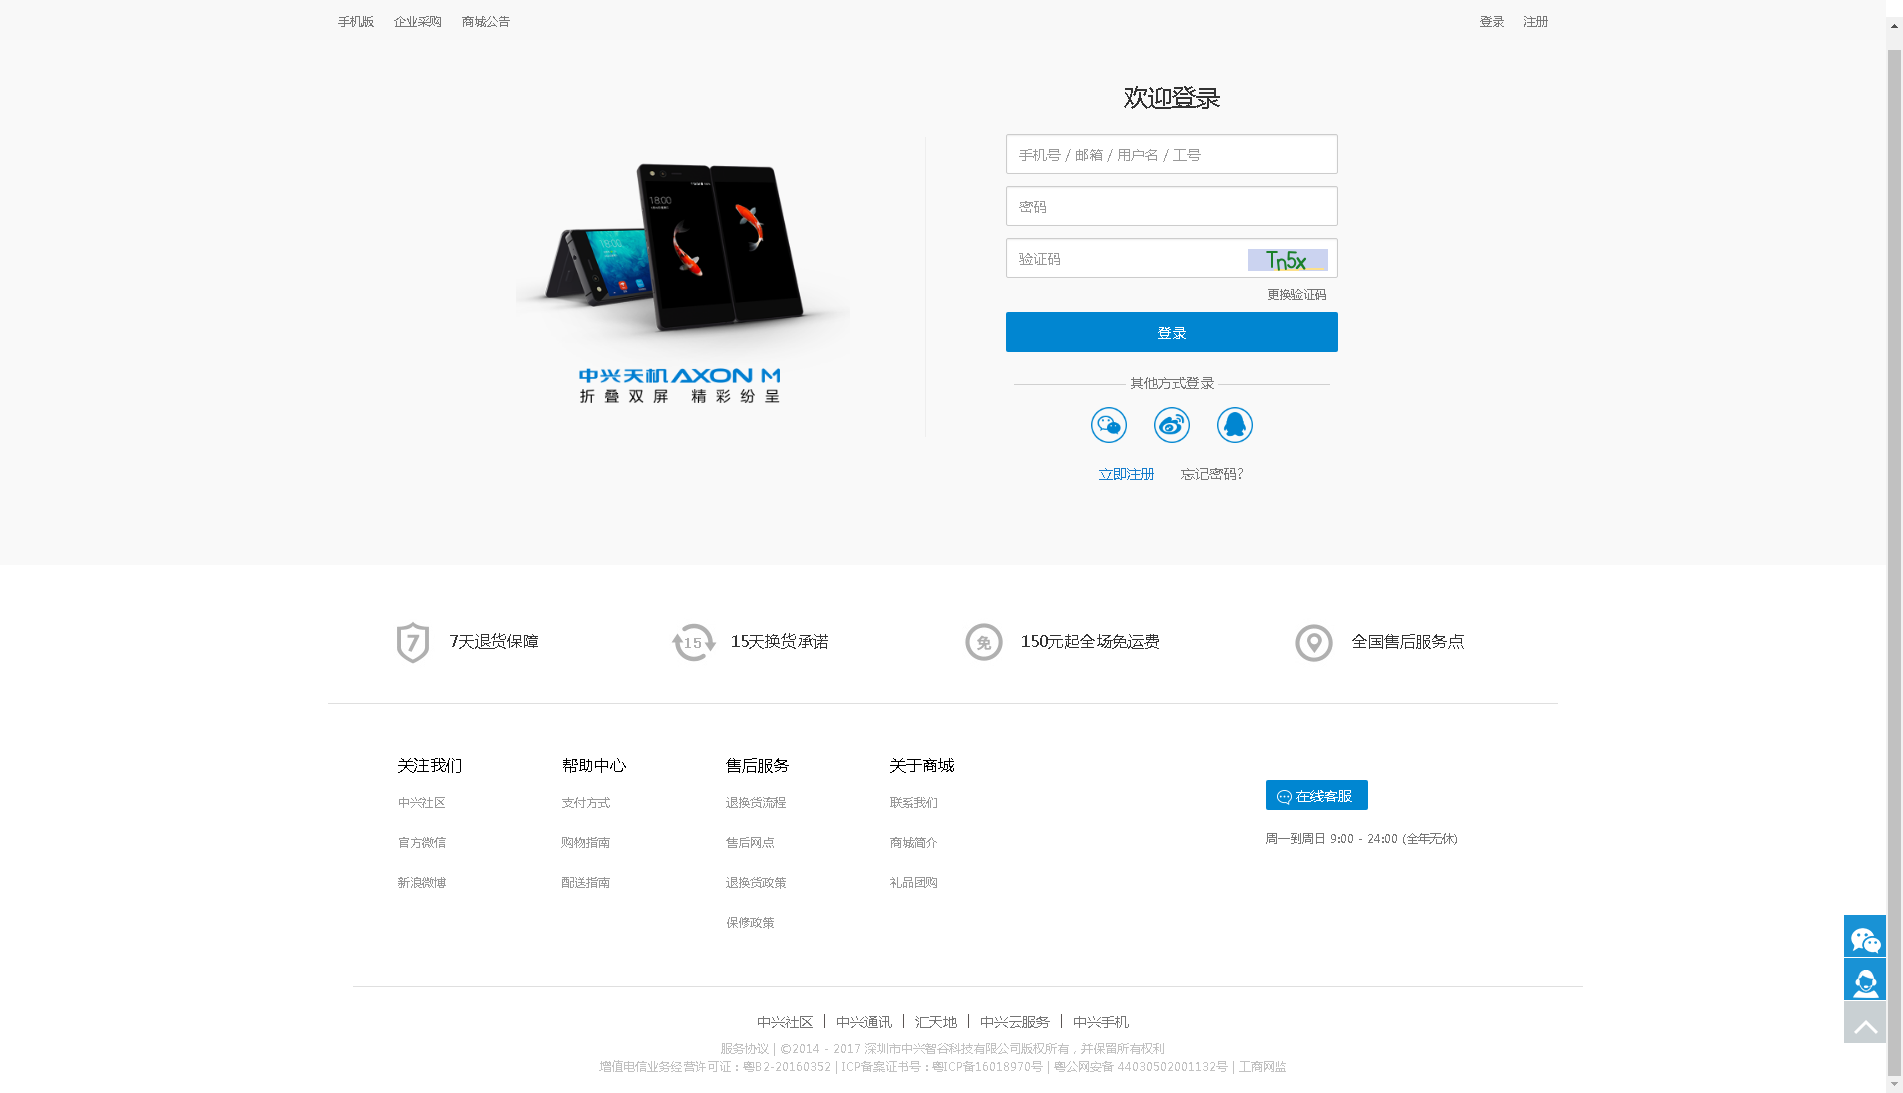 手机版 企业采购 商城公告 登录 注册
欢迎登录
手机号 / 邮箱 / 用户名 / 工号
密码
验证码 Tn5x
更换验证码
登录
18:00
18:00
中兴天机AXON M
折叠双屏 精彩纷呈
其他方式登录
立即注册 忘记密码?
7 7天退货保障 15 15天换货承诺 免 150元起全场免运费 全国售后服务点
关注我们 帮助中心 售后服务 关于商城
中兴社区 支付方式 退换货流程 联系我们
在线客服
官方微信 购物指南 售后网点 商城简介
周一到周日 9:00 - 24:00 (全年无休)
新浪微博 配送指南 退换货政策 礼品团购
保修政策
中兴社区 | 中兴通讯 | 汇天地 | 中兴云服务 | 中兴手机
服务协议 | ©2014 - 2017 深圳市中兴智谷科技有限公司版权所有，并保留所有权利
增值电信业务经营许可证：粤B2-20160352 | ICP备案证书号：粤ICP备16018970号 | 粤公网安备 44030502001132号 | 工商网监